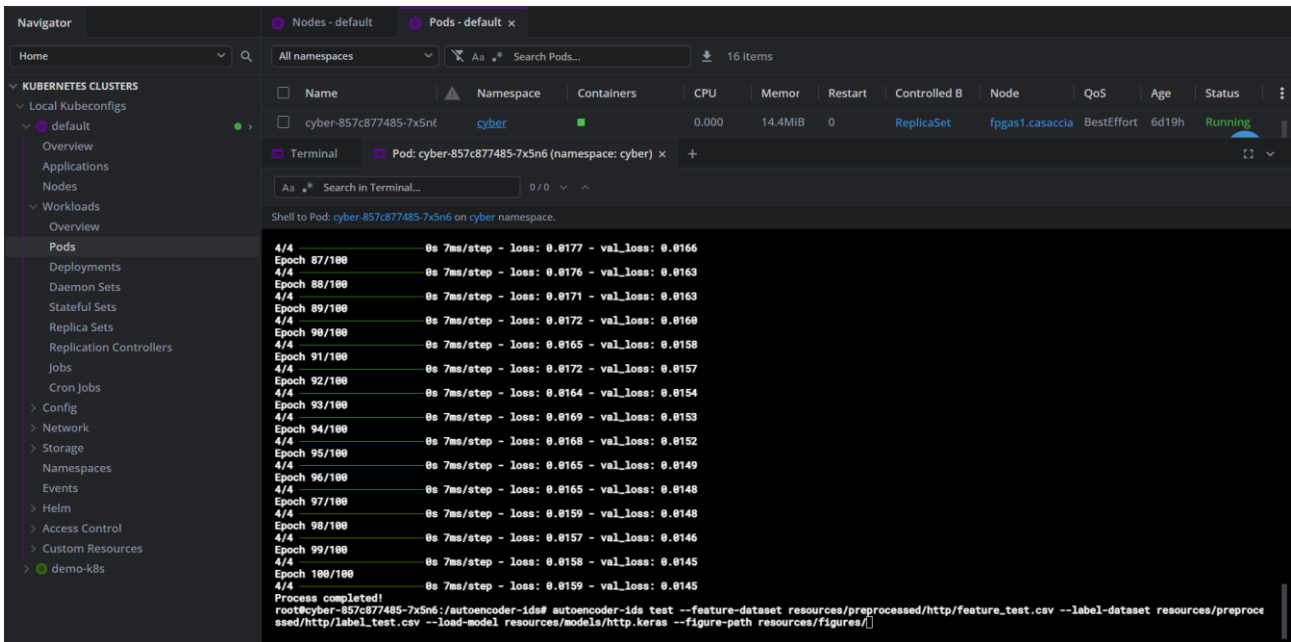 Navigator
Nodes - default
Pods - default ×
Home
All namespaces
Aa .* Search Pods...
16 items
KUBERNETES CLUSTERS
Local Kubeconfigs
default
Overview
Applications
Nodes
Workloads
Overview
Pods
Deployments
Daemon Sets
Stateful Sets
Replica Sets
Replication Controllers
Jobs
Cron Jobs
Config
Network
Storage
Namespaces
Events
Helm
Access Control
Custom Resources
demo-k8s
Name Namespace Containers CPU Memor Restart Controlled B Node QoS Age Status
cyber-857c877485-7x5n6 cyber 0.000 14.4MiB 0 ReplicaSet fpgas1.casaccia BestEffort 6d19h Running
Terminal
Pod: cyber-857c877485-7x5n6 (namespace: cyber) × +
Aa .* Search in Terminal... 0 / 0
Shell to Pod: cyber-857c877485-7x5n6 on cyber namespace.
4/4 0s 7ms/step - loss: 0.0177 - val_loss: 0.0166
Epoch 87/100
4/4 0s 7ms/step - loss: 0.0176 - val_loss: 0.0163
Epoch 88/100
4/4 0s 7ms/step - loss: 0.0171 - val_loss: 0.0163
Epoch 89/100
4/4 0s 7ms/step - loss: 0.0172 - val_loss: 0.0160
Epoch 90/100
4/4 0s 7ms/step - loss: 0.0165 - val_loss: 0.0158
Epoch 91/100
4/4 0s 7ms/step - loss: 0.0172 - val_loss: 0.0157
Epoch 92/100
4/4 0s 7ms/step - loss: 0.0164 - val_loss: 0.0154
Epoch 93/100
4/4 0s 7ms/step - loss: 0.0169 - val_loss: 0.0153
Epoch 94/100
4/4 0s 7ms/step - loss: 0.0168 - val_loss: 0.0152
Epoch 95/100
4/4 0s 7ms/step - loss: 0.0165 - val_loss: 0.0149
Epoch 96/100
4/4 0s 7ms/step - loss: 0.0165 - val_loss: 0.0148
Epoch 97/100
4/4 0s 7ms/step - loss: 0.0159 - val_loss: 0.0148
Epoch 98/100
4/4 0s 7ms/step - loss: 0.0157 - val_loss: 0.0146
Epoch 99/100
4/4 0s 7ms/step - loss: 0.0158 - val_loss: 0.0145
Epoch 100/100
4/4 0s 7ms/step - loss: 0.0159 - val_loss: 0.0145
Process completed!
root@cyber-857c877485-7x5n6:/autoencoder-ids# autoencoder-ids test --feature-dataset resources/preprocessed/http/feature_test.csv --label-dataset resources/preproce
ssed/http/label_test.csv --load-model resources/models/http.keras --figure-path resources/figures/